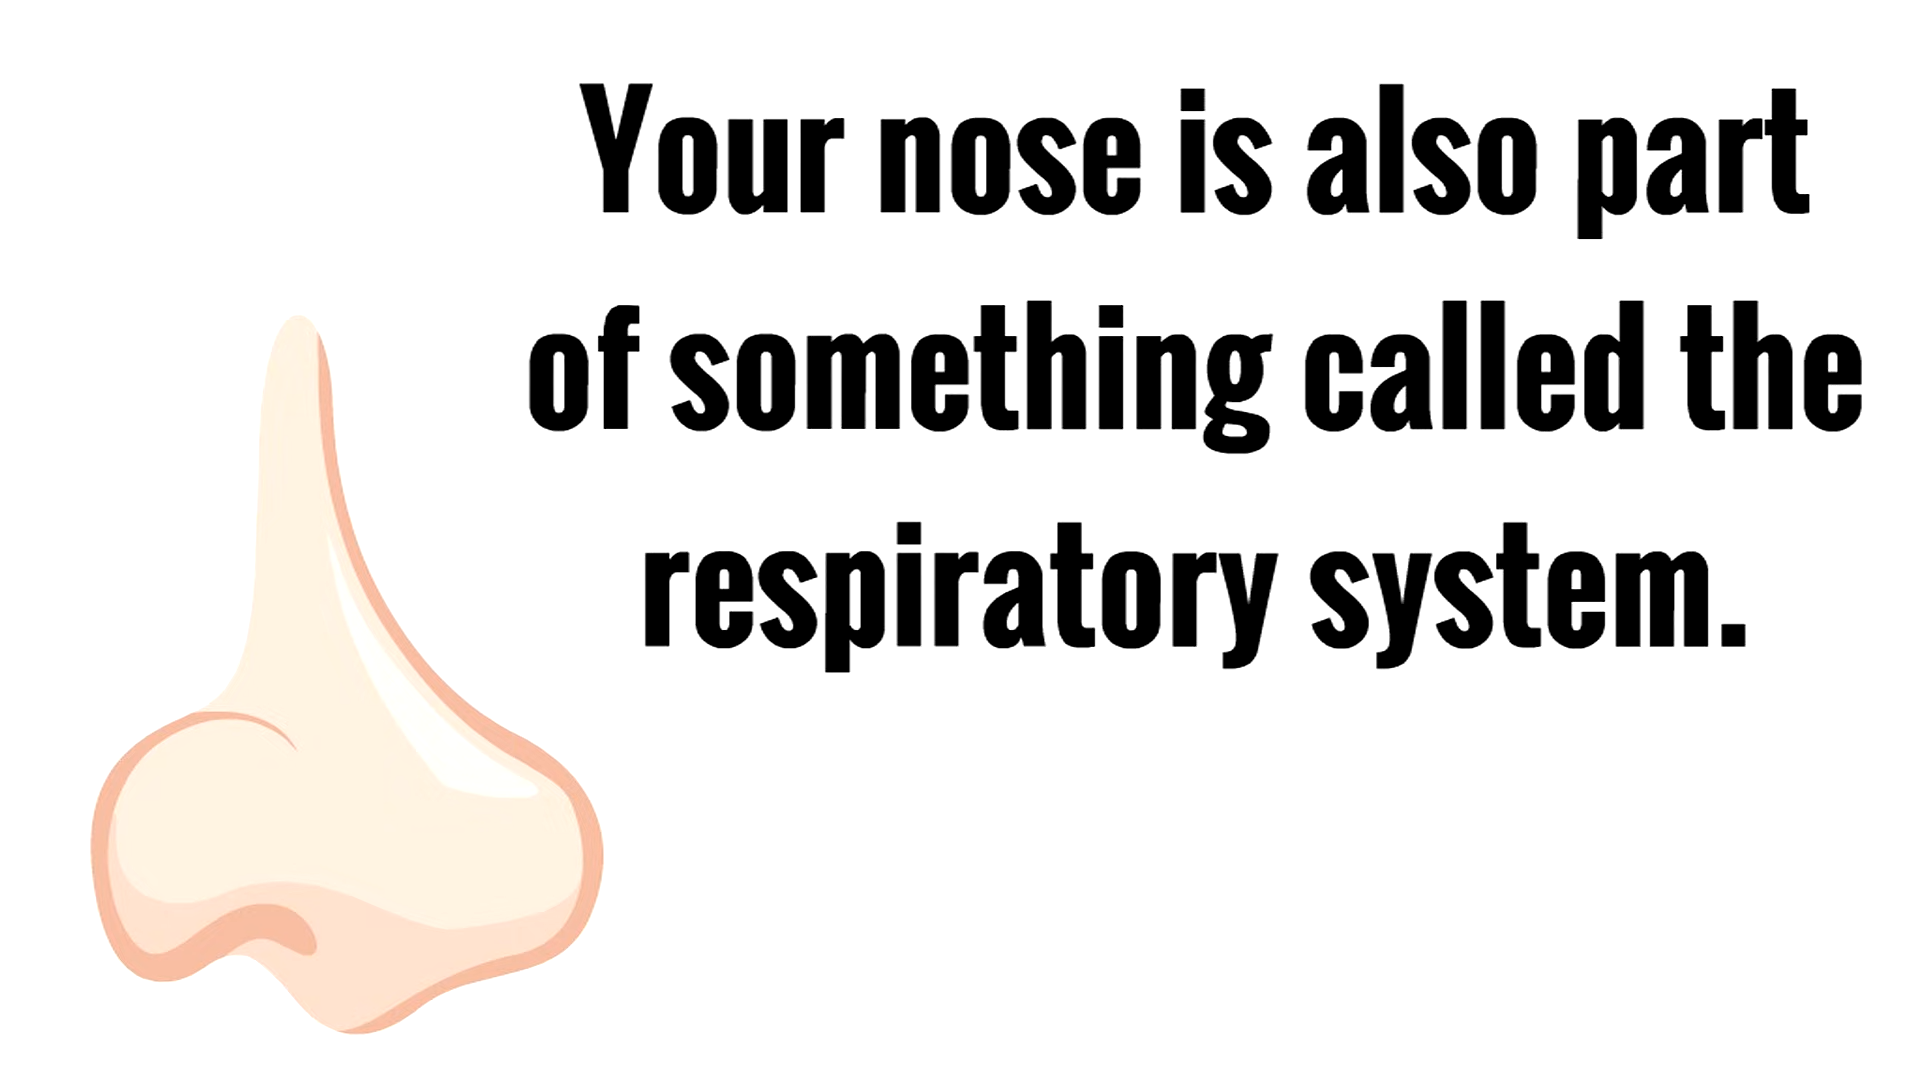 Your nose is also part
of something called the
respiratory system.